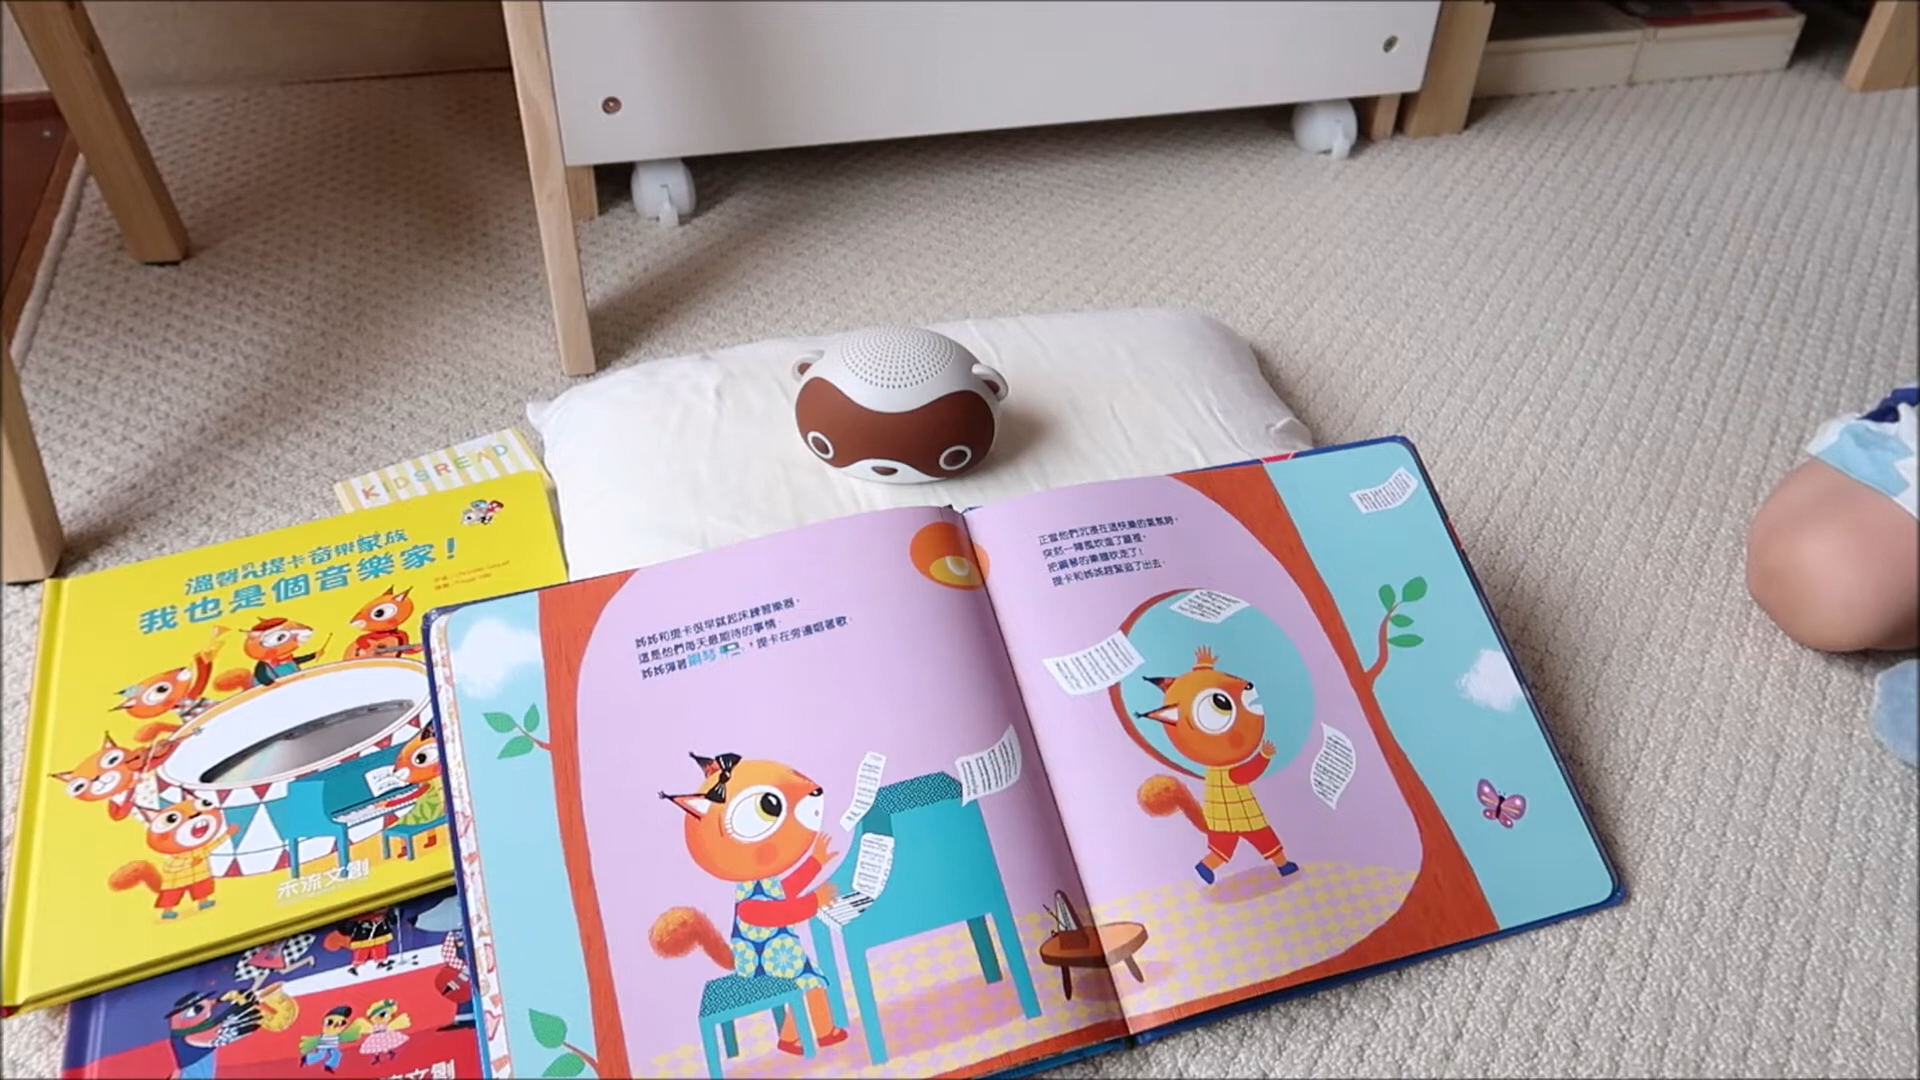 KIDSREAD
溫馨的提卡音樂家族
我也是個音樂家！
禾流文創
姊姊和提卡很早就起床練習樂器，
這是他們每天最期待的事情。
姊姊彈著鋼琴，提卡在旁邊唱著歌。
正當他們沉浸在這快樂的氣氛時，
突然一陣風吹進了屋裡，
把鋼琴的樂譜吹走了！
提卡和姊姊趕緊追了出去。
流文創